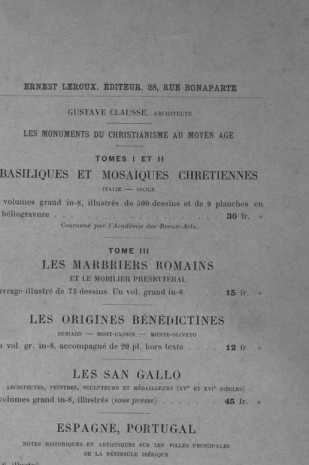 ERNEST LEROUX, ÉDITEUR, 28, RUE BONAPARTE
GUSTAVE CLAUSSE, ARCHITECTE
LES MONUMENTS DU CHRISTIANISME AU MOYEN AGE
TOMES I ET II
BASILIQUES ET MOSAIQUES CHRÉTIENNES
ITALIE — SICILE
volumes grand in-8, illustrés de 500 dessins et de 9 planches en
héliogravure . . . . . . . . . . . . . . 30 fr. »
Couronné par l'Académie des Beaux-Arts.
TOME III
LES MARBRIERS ROMAINS
ET LE MOBILIER PRESBYTÉRAL
illustré de 75 dessins. Un vol. grand in-8. 15 fr. »
LES ORIGINES BÉNÉDICTINES
SUBIACO — MONT-CASSIN — MONTE-OLIVETO
vol. gr. in-8, accompagné de 20 pl. hors texte . . . . . 12 fr. »
LES SAN GALLO
ARCHITECTES, PEINTRES, SCULPTEURS ET MÉDAILLEURS (XVe ET XVIe SIÈCLES)
volumes grand in-8, illustrés (sous presse) . . . . . . 45 fr. »
ESPAGNE, PORTUGAL
NOTES HISTORIQUES ET ARTISTIQUES SUR LES VILLES PRINCIPALES
DE LA PÉNINSULE IBÉRIQUE